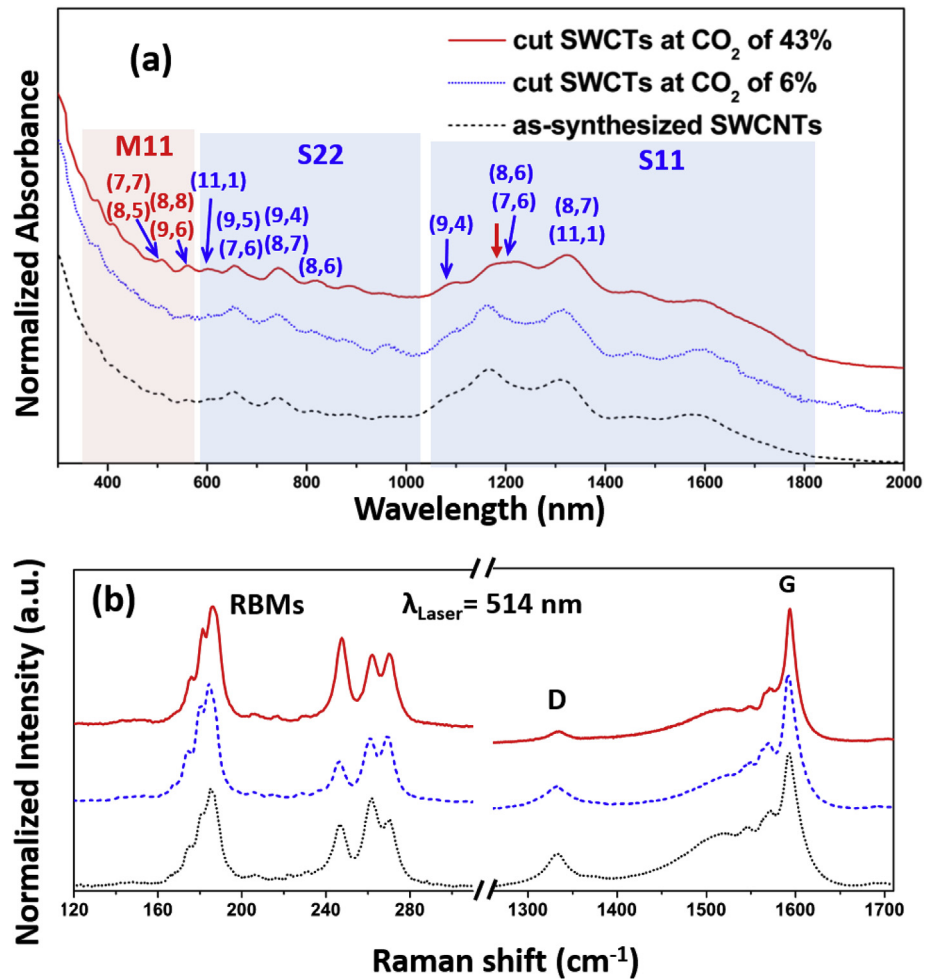 (a)
cut SWCTs at CO2 of 43%
cut SWCTs at CO2 of 6%
as-synthesized SWCNTs
M11
S22
S11
(7,7)
(8,5)
(8,8)
(9,6)
(11,1)
(9,5)
(7,6)
(9,4)
(8,7)
(8,6)
(9,4)
(8,6)
(7,6)
(8,7)
(11,1)
Normalized Absorbance
400 600 800 1000 1200 1400 1600 1800 2000
Wavelength (nm)
(b)
RBMs
λLaser= 514 nm
D
G
Normalized Intensity (a.u.)
120 160 200 240 280 1300 1400 1500 1600 1700
Raman shift (cm-1)